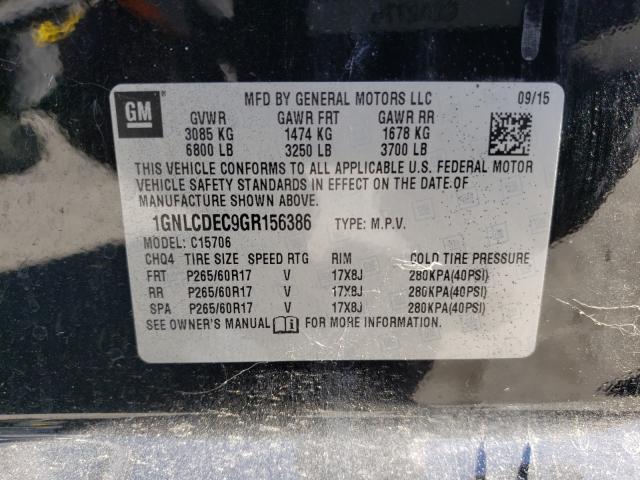 GM
MFD BY GENERAL MOTORS LLC 09/15
GVWR GAWR FRT GAWR RR
3085 KG 1474 KG 1678 KG
6800 LB 3250 LB 3700 LB
THIS VEHICLE CONFORMS TO ALL APPLICABLE U.S. FEDERAL MOTOR
VEHICLE SAFETY STANDARDS IN EFFECT ON THE DATE OF
MANUFACTURE SHOWN ABOVE.
1GNLCDEC9GR156386 TYPE: M.P.V.
MODEL: C15706
CHQ4 TIRE SIZE SPEED RTG RIM COLD TIRE PRESSURE
FRT P265/60R17 V 17X8J 280KPA(40PSI)
RR P265/60R17 V 17X8J 280KPA(40PSI)
SPA P265/60R17 V 17X8J 280KPA(40PSI)
SEE OWNER'S MANUAL FOR MORE INFORMATION.